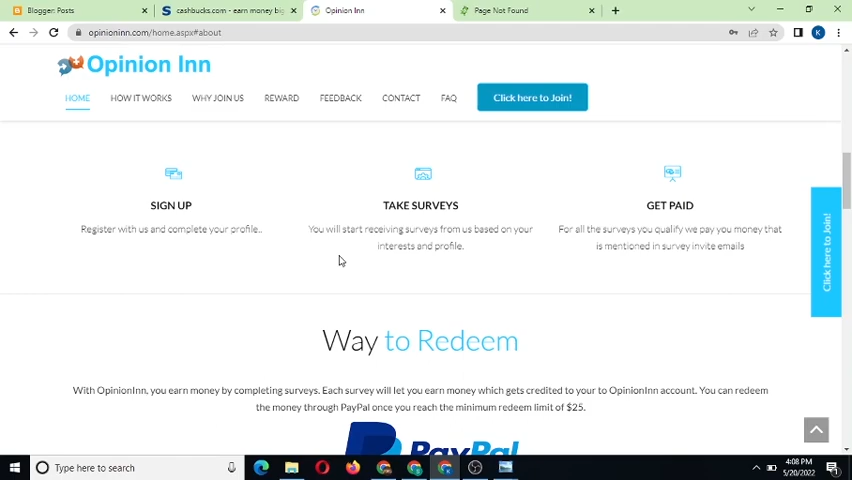 Blogger: Posts
cashbucks.com - earn money big
Opinion Inn
Page Not Found
opinioninn.com/home.aspx#about
K
Opinion Inn
HOME HOW IT WORKS WHY JOIN US REWARD FEEDBACK CONTACT FAQ Click here to Join!
SIGN UP
Register with us and complete your profile..
TAKE SURVEYS
You will start receiving surveys from us based on your
interests and profile.
GET PAID
For all the surveys you qualify we pay you money that
is mentioned in survey invite emails
Click here to Join!
Way to Redeem
With OpinionInn, you earn money by completing surveys. Each survey will let you earn money which gets credited to your to OpinionInn account. You can redeem
the money through PayPal once you reach the minimum redeem limit of $25.
PayPal
Type here to search
4:08 PM
5/20/2022